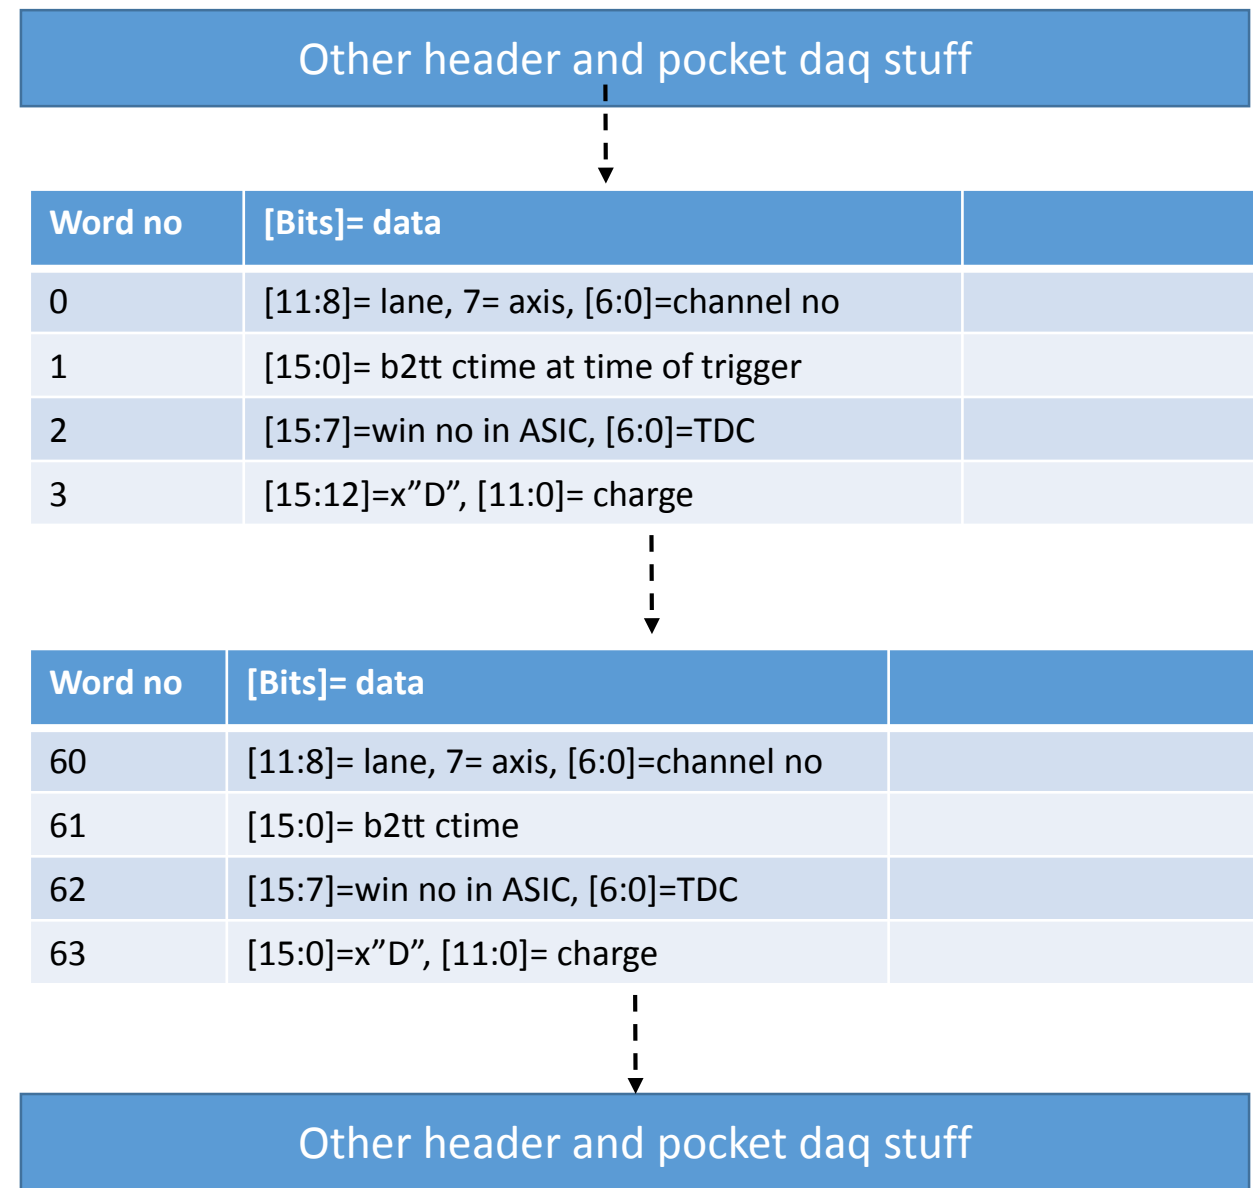 Other header and pocket daq stuff
Word no [Bits]= data
0 [11:8]= lane, 7= axis, [6:0]=channel no
1 [15:0]= b2tt ctime at time of trigger
2 [15:7]=win no in ASIC, [6:0]=TDC
3 [15:12]=x”D”, [11:0]= charge
Word no [Bits]= data
60 [11:8]= lane, 7= axis, [6:0]=channel no
61 [15:0]= b2tt ctime
62 [15:7]=win no in ASIC, [6:0]=TDC
63 [15:0]=x”D”, [11:0]= charge
Other header and pocket daq stuff